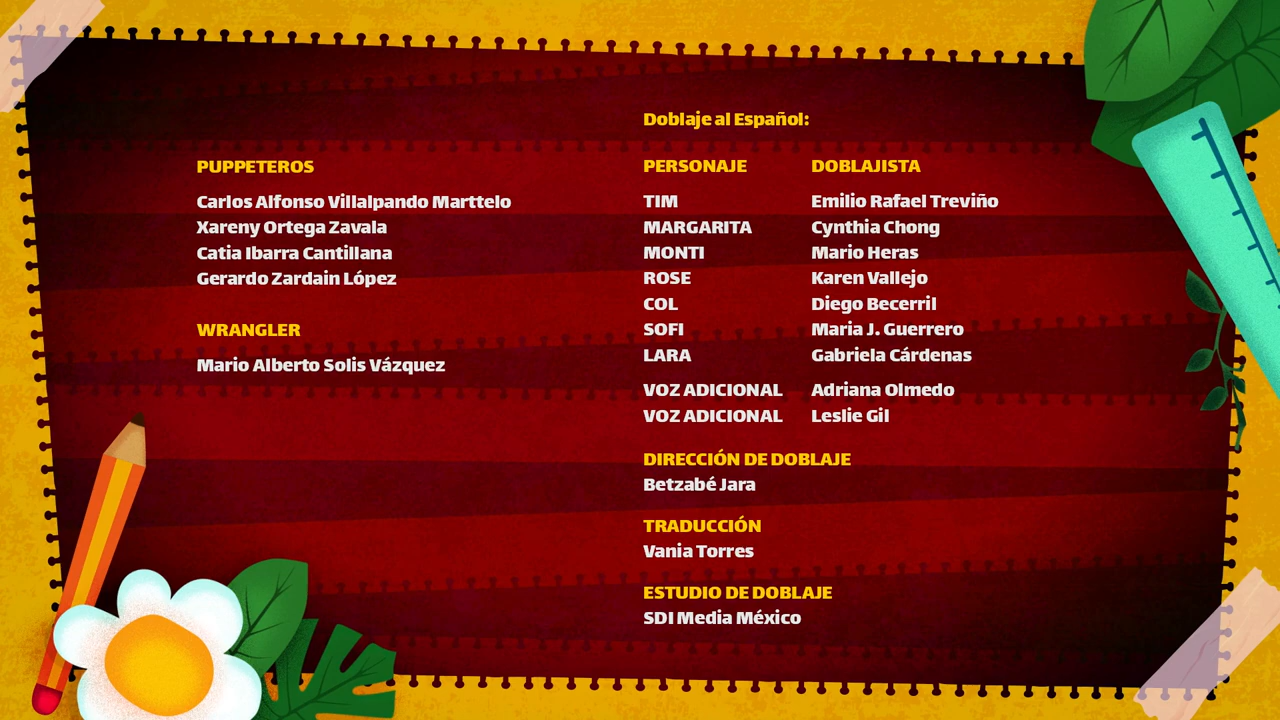 PUPPETEROS
Carlos Alfonso Villalpando Marttelo
Xareny Ortega Zavala
Catia Ibarra Cantillana
Gerardo Zardain López
WRANGLER
Mario Alberto Solis Vázquez
Doblaje al Español:
PERSONAJE DOBLAJISTA
TIM Emilio Rafael Treviño
MARGARITA Cynthia Chong
MONTI Mario Heras
ROSE Karen Vallejo
COL Diego Becerril
SOFI Maria J. Guerrero
LARA Gabriela Cárdenas
VOZ ADICIONAL Adriana Olmedo
VOZ ADICIONAL Leslie Gil
DIRECCIÓN DE DOBLAJE
Betzabé Jara
TRADUCCIÓN
Vania Torres
ESTUDIO DE DOBLAJE
SDI Media México